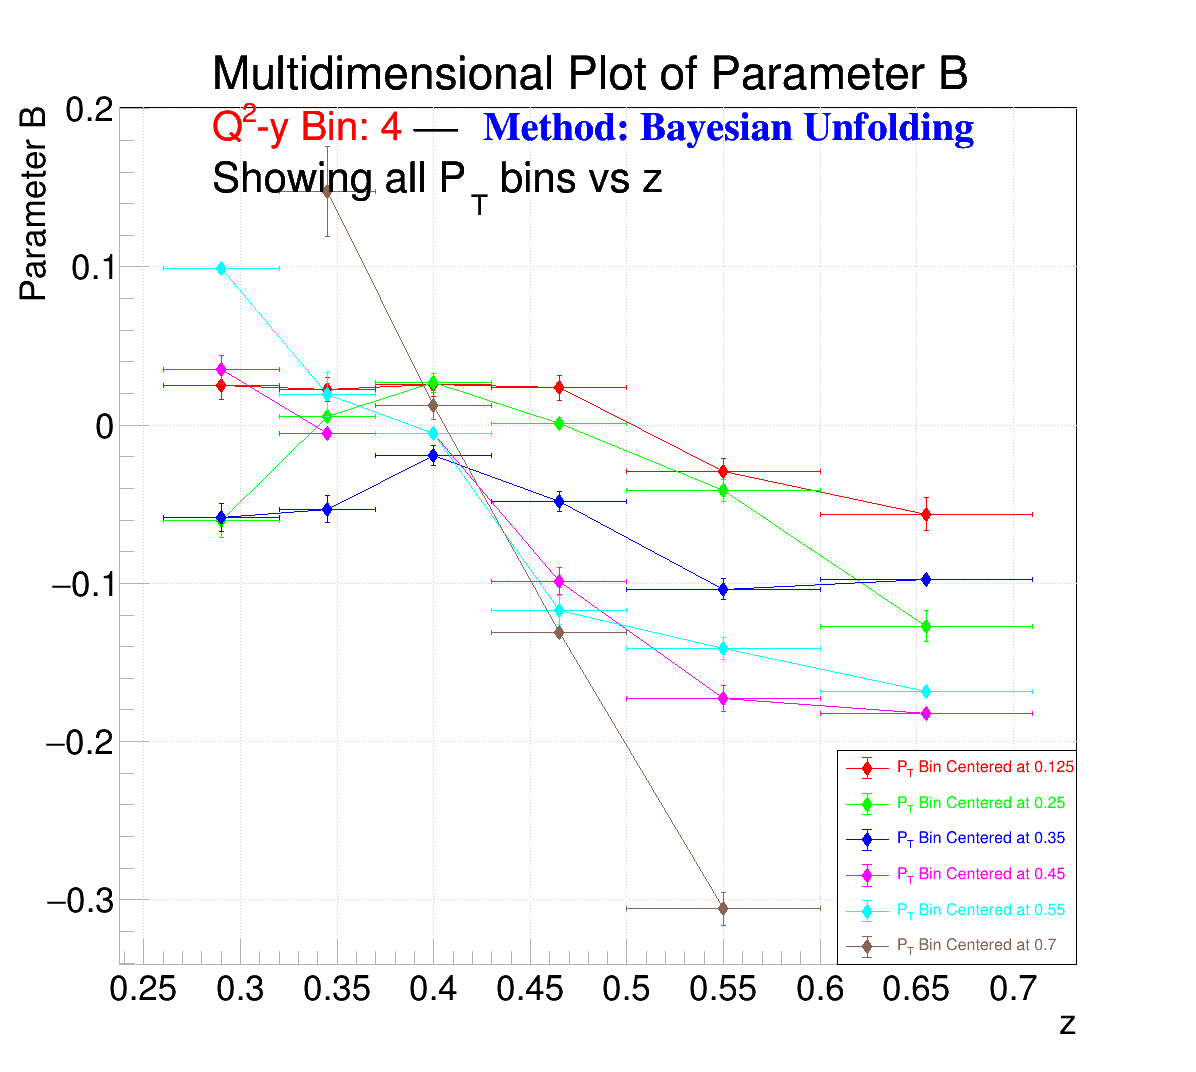 Multidimensional Plot of Parameter B
Q²-y Bin: 4 — Method: Bayesian Unfolding
Showing all P_T bins vs z
Parameter B
0.2
0.1
0
−0.1
−0.2
−0.3
P_T Bin Centered at 0.125
P_T Bin Centered at 0.25
P_T Bin Centered at 0.35
P_T Bin Centered at 0.45
P_T Bin Centered at 0.55
P_T Bin Centered at 0.7
0.25 0.3 0.35 0.4 0.45 0.5 0.55 0.6 0.65 0.7
z